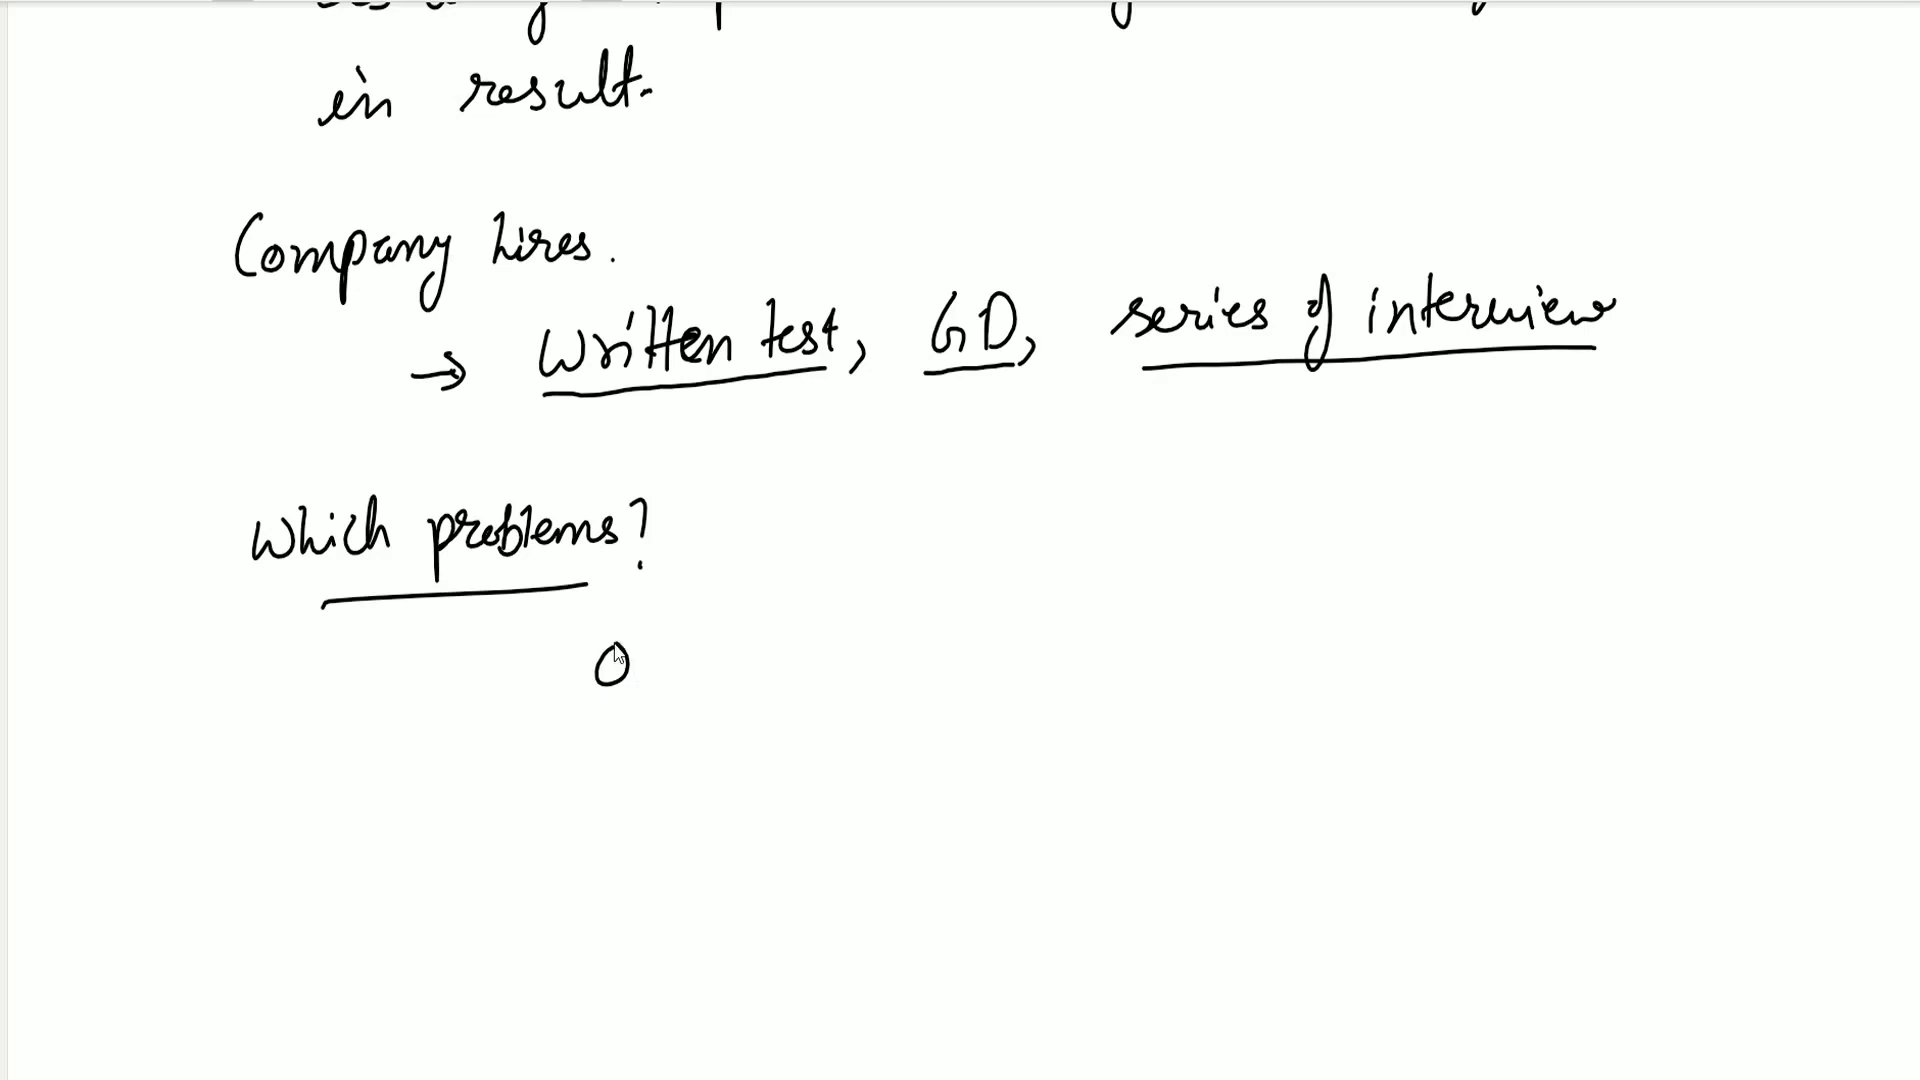 in result.
Company hires.
→ Written test, GD, series of interview
Which problems?
O